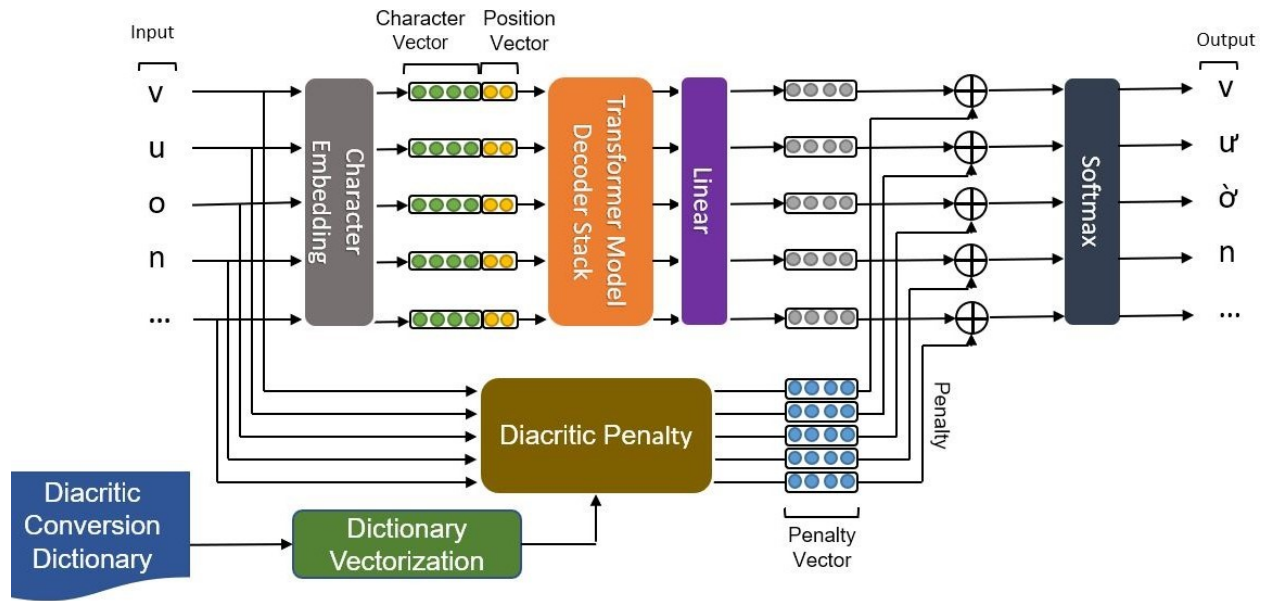 Input
Character
Vector
Position
Vector
Output
v
u
o
n
...
Character
Embedding
Transformer Model
Decoder Stack
Linear
Softmax
v
ư
ờ
n
...
Diacritic Penalty
Penalty
Penalty
Vector
Diacritic
Conversion
Dictionary
Dictionary
Vectorization